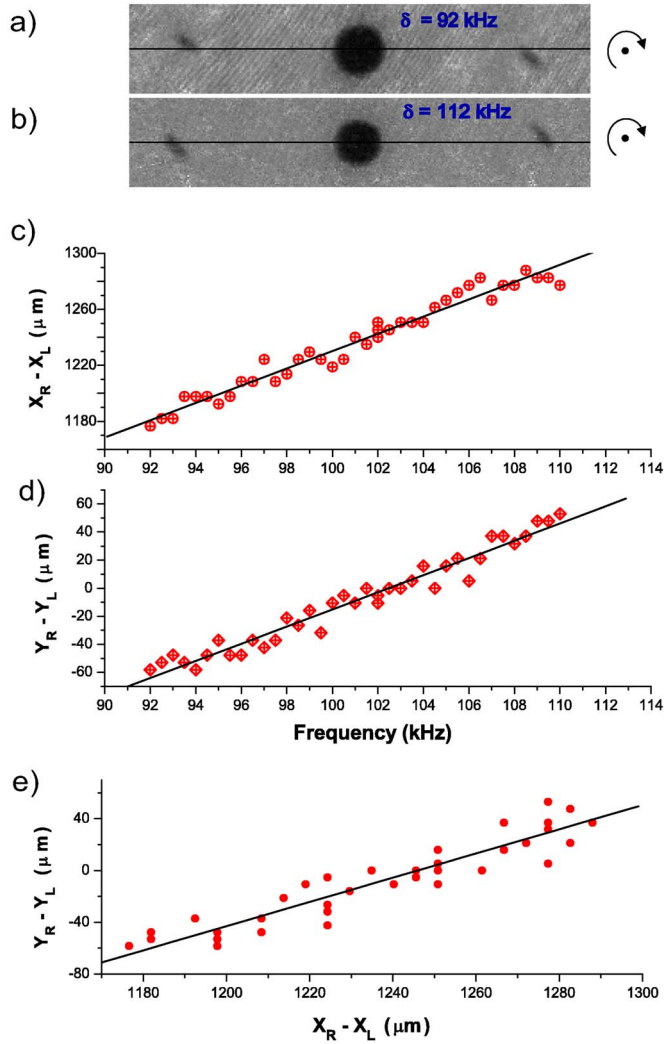 a)
δ = 92 kHz
b)
δ = 112 kHz
c)
1300
1260
1220
1180
X_R - X_L (μm)
90 92 94 96 98 100 102 104 106 108 110 112 114
d)
60
40
20
0
-20
-40
-60
Y_R - Y_L (μm)
90 92 94 96 98 100 102 104 106 108 110 112 114
Frequency (kHz)
e)
40
0
-40
-80
Y_R - Y_L (μm)
1180 1200 1220 1240 1260 1280 1300
X_R - X_L (μm)